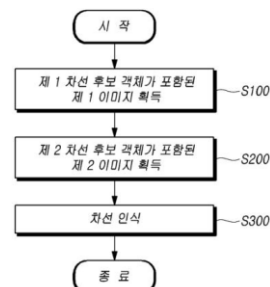 시 작
제 1 차선 후보 객체가 포함된
제 1 이미지 획득
S100
제 2 차선 후보 객체가 포함된
제 2 이미지 획득
S200
차선 인식
S300
종 료